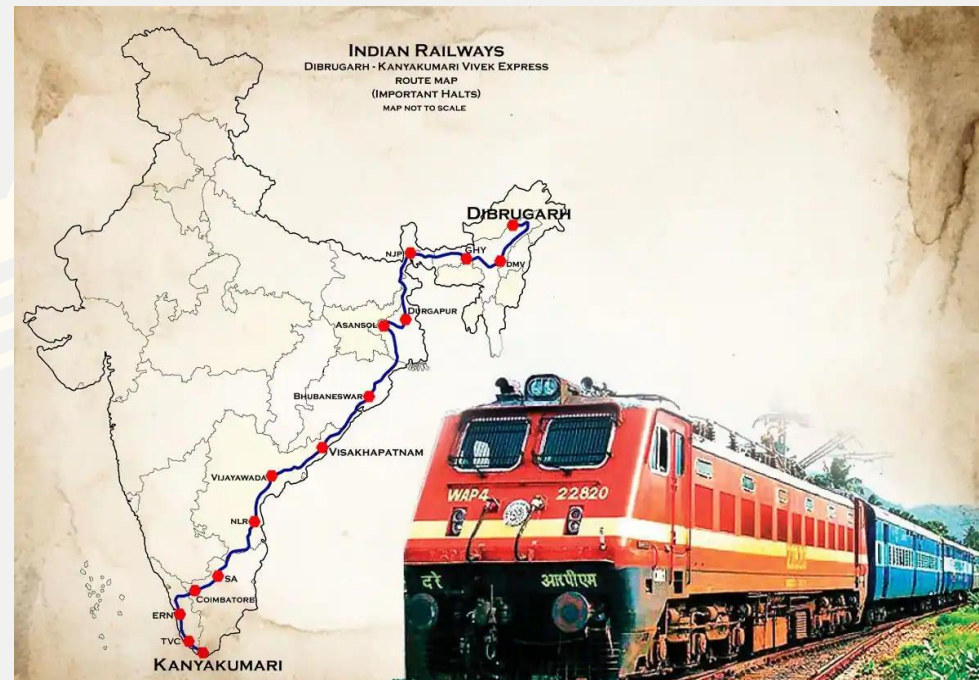 INDIAN RAILWAYS
DIBRUGARH - KANYAKUMARI VIVEK EXPRESS
ROUTE MAP
(IMPORTANT HALTS)
MAP NOT TO SCALE
DIBRUGARH
NJP
GHY
DMV
DURGAPUR
ASANSOL
BHUBANESWAR
VISAKHAPATNAM
VIJAYAWADA
NLR
SA
COIMBATORE
ERN
TVC
KANYAKUMARI
WAP4 22820
दरे आरपीएम